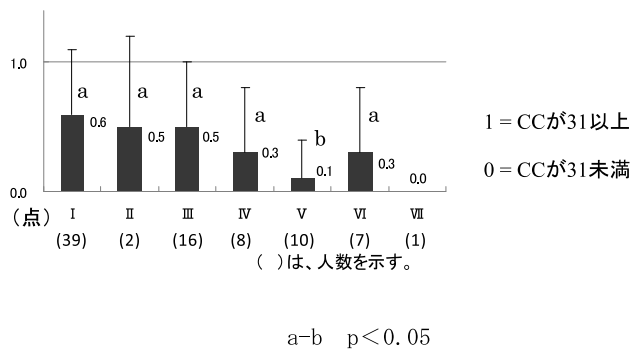 1.0
a a a a b a
0.6 0.5 0.5 0.3 0.1 0.3 0.0
0.0
(点) Ⅰ Ⅱ Ⅲ Ⅳ Ⅴ Ⅵ Ⅶ
(39) (2) (16) (8) (10) (7) (1)
( )は、人数を示す。
1 = CCが31以上
0 = CCが31未満
a-b p＜0.05